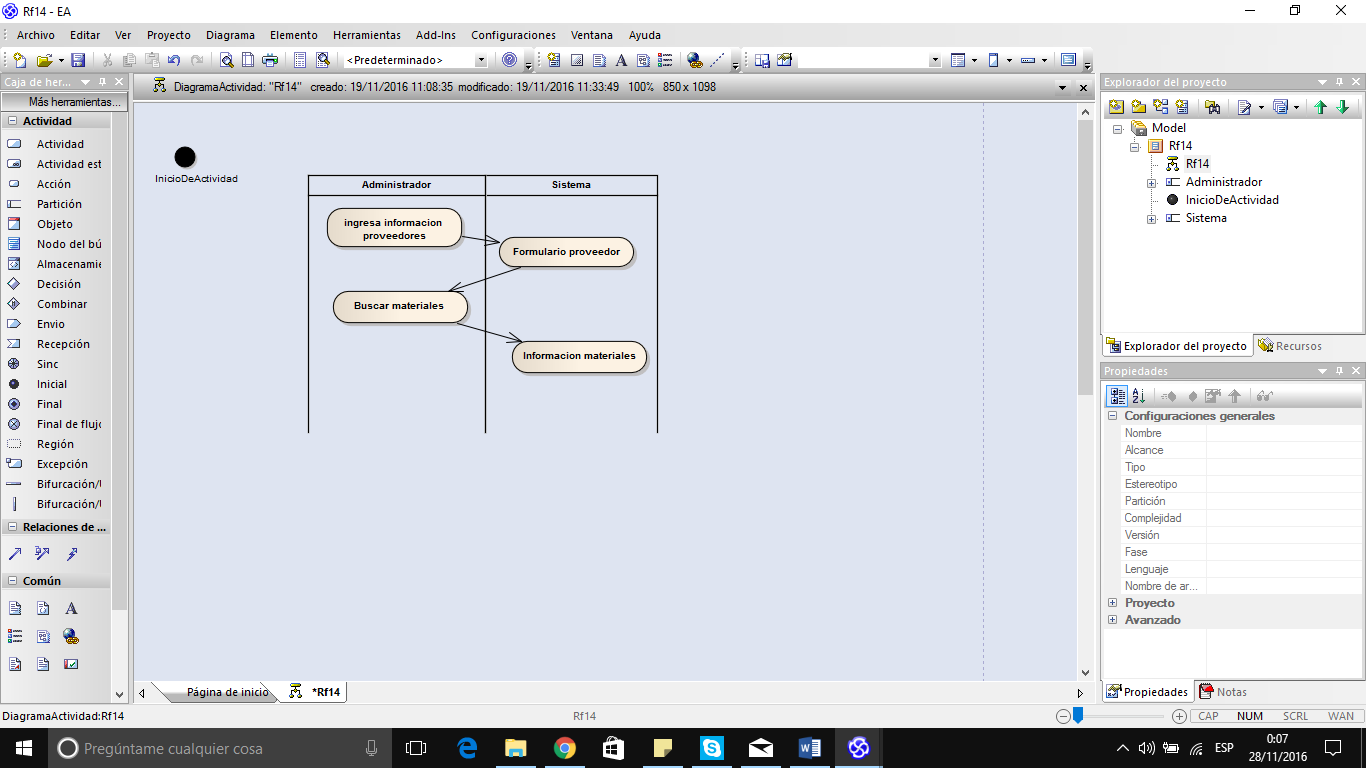 Rf14 - EA
Archivo Editar Ver Proyecto Diagrama Elemento Herramientas Add-Ins Configuraciones Ventana Ayuda
<Predeterminado>
Caja de her...
Más herramientas...
Actividad
Actividad
Actividad est
Acción
Partición
Objeto
Nodo del bú
Almacenamie
Decisión
Combinar
Envio
Recepción
Sinc
Inicial
Final
Final de flujo
Región
Excepción
Bifurcación/U
Bifurcación/U
Relaciones de ...
Común
DiagramaActividad: "Rf14" creado: 19/11/2016 11:08:35 modificado: 19/11/2016 11:33:49 100% 850 x 1098
InicioDeActividad
Administrador
Sistema
ingresa informacion
proveedores
Formulario proveedor
Buscar materiales
Informacion materiales
Página de inicio
*Rf14
Explorador del proyecto
Model
Rf14
Rf14
Administrador
InicioDeActividad
Sistema
Explorador del proyecto
Recursos
Propiedades
Configuraciones generales
Nombre
Alcance
Tipo
Estereotipo
Partición
Complejidad
Versión
Fase
Lenguaje
Nombre de ar...
Proyecto
Avanzado
Propiedades
Notas
DiagramaActividad:Rf14
Rf14
CAP NUM SCRL WAN
Pregúntame cualquier cosa
ESP
0:07
28/11/2016